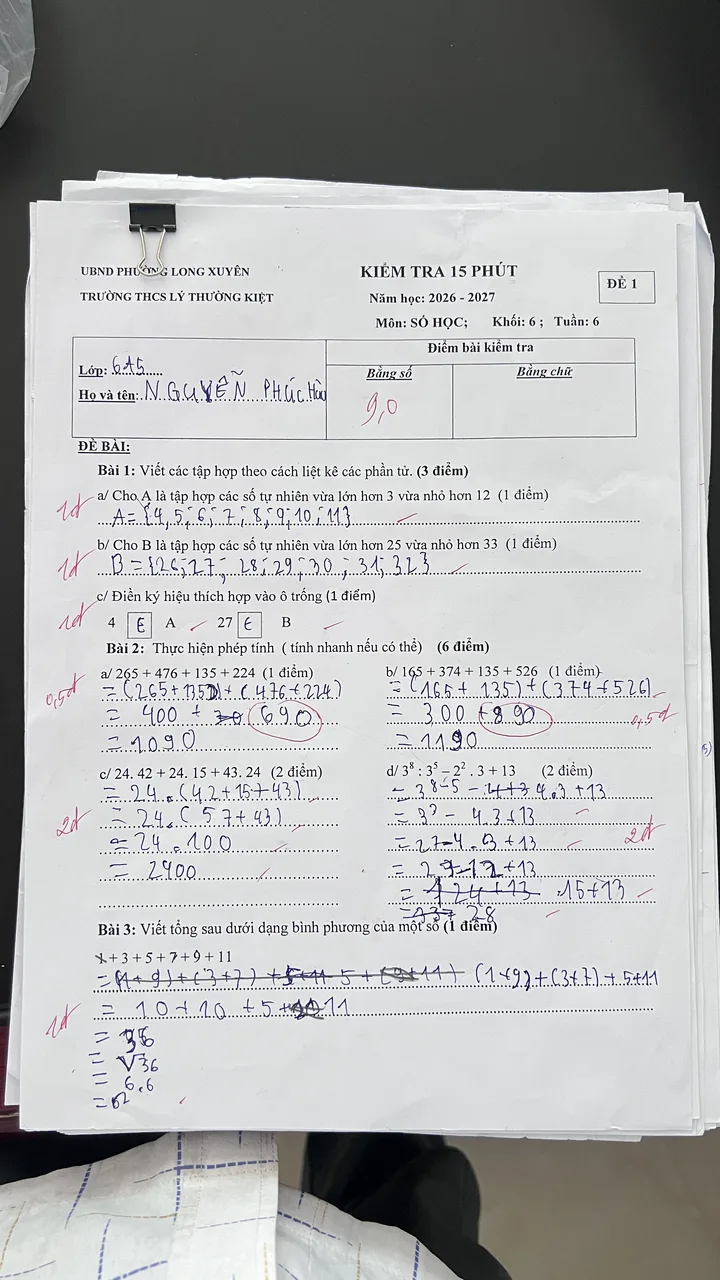 UBND PHƯỜNG LONG XUYÊN
TRƯỜNG THCS LÝ THƯỜNG KIỆT
KIỂM TRA 15 PHÚT
Năm học: 2026 - 2027
Môn: SỐ HỌC; Khối: 6 ; Tuần: 6
ĐỀ 1
Lớp: 6A5
Họ và tên: NGUYỄN PHÚC
Điểm bài kiểm tra
Bằng số
Bằng chữ
9,0
ĐỀ BÀI:
Bài 1: Viết các tập hợp theo cách liệt kê các phần tử. (3 điểm)
a/ Cho A là tập hợp các số tự nhiên vừa lớn hơn 3 vừa nhỏ hơn 12 (1 điểm)
1đ
A = {4; 5; 6; 7; 8; 9; 10; 11}
b/ Cho B là tập hợp các số tự nhiên vừa lớn hơn 25 vừa nhỏ hơn 33 (1 điểm)
1đ
B = {26; 27; 28; 29; 30; 31; 32}
c/ Điền ký hiệu thích hợp vào ô trống (1 điểm)
1đ
4 ∈ A 27 ∈ B
Bài 2: Thực hiện phép tính ( tính nhanh nếu có thể) (6 điểm)
a/ 265 + 476 + 135 + 224 (1 điểm)
0,5đ
= (265 + 135) + (476 + 224)
= 400 + 690
= 1090
b/ 165 + 374 + 135 + 526 (1 điểm)
= (165 + 135) + (374 + 526)
= 300 + 890
0,5đ
= 1190
c/ 24. 42 + 24. 15 + 43. 24 (2 điểm)
= 24 . (42 + 15 + 43)
= 24 . (57 + 43)
2đ
= 24 . 100
= 2400
d/ 3⁸ : 3⁵ – 2² . 3 + 13 (2 điểm)
= 3⁸⁻⁵ - 4.3 + 13
= 3³ - 4.3 + 13
= 27 - 4 . 3 + 13
2đ
= 27 - 12 + 13
= 15 + 13
= 28
Bài 3: Viết tổng sau dưới dạng bình phương của một số (1 điểm)
1 + 3 + 5 + 7 + 9 + 11
= (1 + 9) + (3 + 7) + 5 + 11
= 10 + 10 + 5 + 11
1đ
= 36
= √36
= 6.6
= 6²